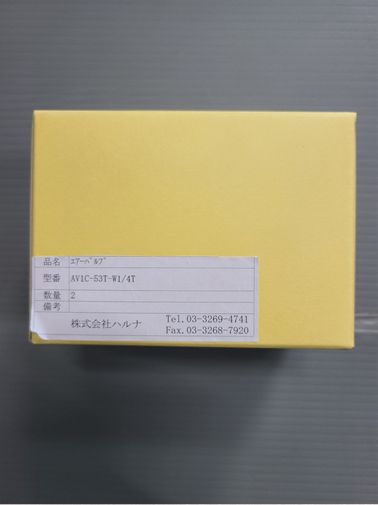 品名 ｴｱｰﾊﾞﾙﾌﾞ
型番 AV1C-53T-W1/4T
数量 2
備考
株式会社ハルナ Tel.03-3269-4741
Fax.03-3268-7920